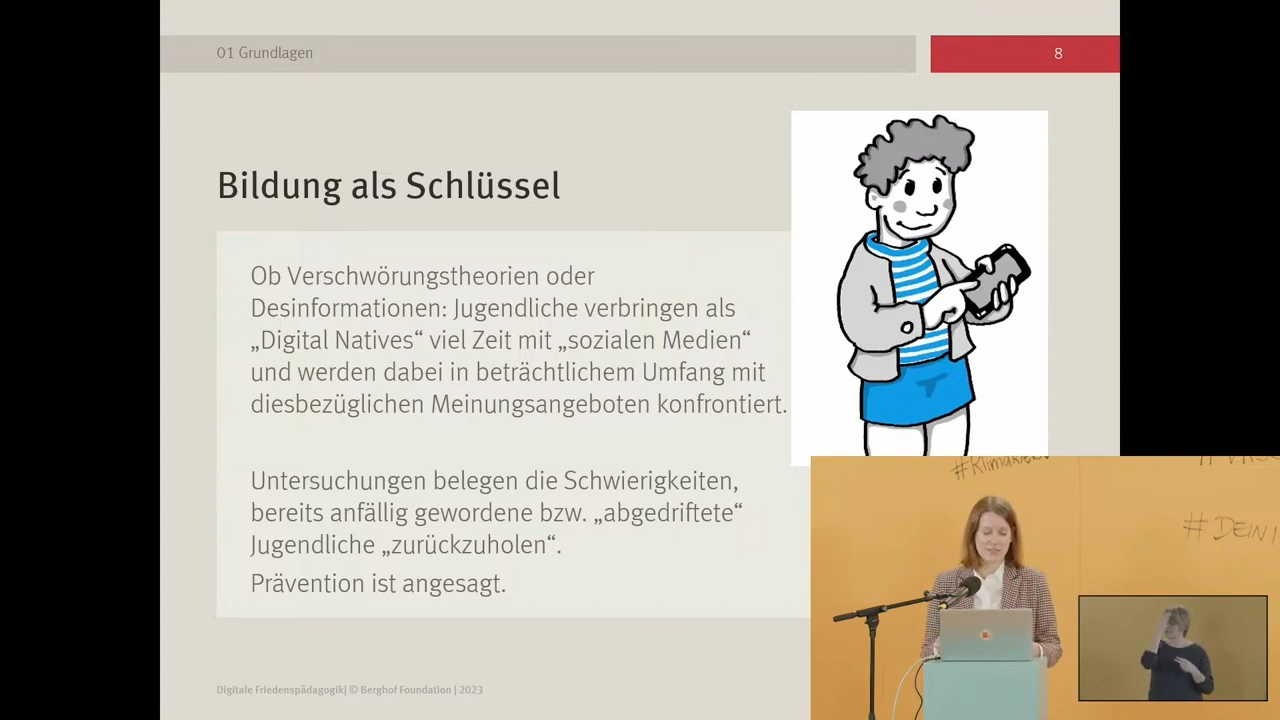 01 Grundlagen
8
Bildung als Schlüssel
Ob Verschwörungstheorien oder
Desinformationen: Jugendliche verbringen als
„Digital Natives“ viel Zeit mit „sozialen Medien“
und werden dabei in beträchtlichem Umfang mit
diesbezüglichen Meinungsangeboten konfrontiert.
Untersuchungen belegen die Schwierigkeiten,
bereits anfällig gewordene bzw. „abgedriftete“
Jugendliche „zurückzuholen“.
Prävention ist angesagt.
Digitale Friedenspädagogik| © Berghof Foundation | 2023
# DEIN